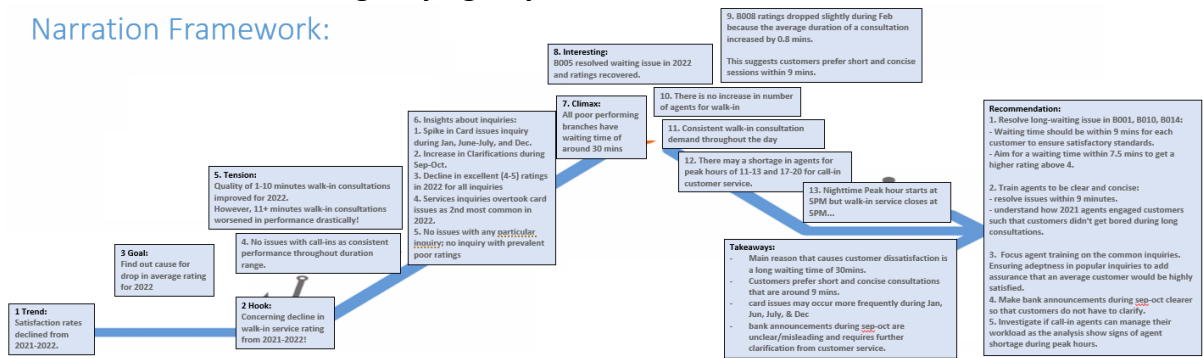 Narration Framework:
1 Trend:
Satisfaction rates
declined from
2021-2022.
2 Hook:
Concerning decline in
walk-in service rating
from 2021-2022!
3 Goal:
Find out cause for
drop in average rating
for 2022
4. No issues with call-ins as consistent
performance throughout duration
range.
5. Tension:
Quality of 1-10 minutes walk-in consultations
improved for 2022.
However, 11+ minutes walk-in consultations
worsened in performance drastically!
6. Insights about inquiries:
1. Spike in Card issues inquiry
during Jan, June-July, and Dec.
2. Increase in Clarifications during
Sep-Oct.
3. Decline in excellent (4-5) ratings
in 2022 for all inquiries
4. Services inquiries overtook card
issues as 2nd most common in
2022.
5. No issues with any particular
inquiry; no inquiry with prevalent
poor ratings
7. Climax:
All poor performing
branches have
waiting time of
around 30 mins
8. Interesting:
B005 resolved waiting issue in 2022
and ratings recovered.
9. B008 ratings dropped slightly during Feb
because the average duration of a consultation
increased by 0.8 mins.
This suggests customers prefer short and concise
sessions within 9 mins.
10. There is no increase in number
of agents for walk-in
11. Consistent walk-in consultation
demand throughout the day
12. There may a shortage in agents for
peak hours of 11-13 and 17-20 for call-in
customer service.
13. Nighttime Peak hour starts at
5PM but walk-in service closes at
5PM...
Takeaways:
- Main reason that causes customer dissatisfaction is
a long waiting time of 30mins.
- Customers prefer short and concise consultations
that are around 9 mins.
- card issues may occur more frequently during Jan,
Jun, July, & Dec
- bank announcements during sep-oct are
unclear/misleading and requires further
clarification from customer service.
Recommendation:
1. Resolve long-waiting issue in B001, B010, B014:
- Waiting time should be within 9 mins for each
customer to ensure satisfactory standards.
- Aim for a waiting time within 7.5 mins to get a
higher rating above 4.
2. Train agents to be clear and concise:
- resolve issues within 9 minutes.
- understand how 2021 agents engaged customers
such that customers didn't get bored during long
consultations.
3. Focus agent training on the common inquiries.
Ensuring adeptness in popular inquiries to add
assurance that an average customer would be highly
satisfied.
4. Make bank announcements during sep-oct clearer
so that customers do not have to clarify.
5. Investigate if call-in agents can manage their
workload as the analysis show signs of agent
shortage during peak hours.